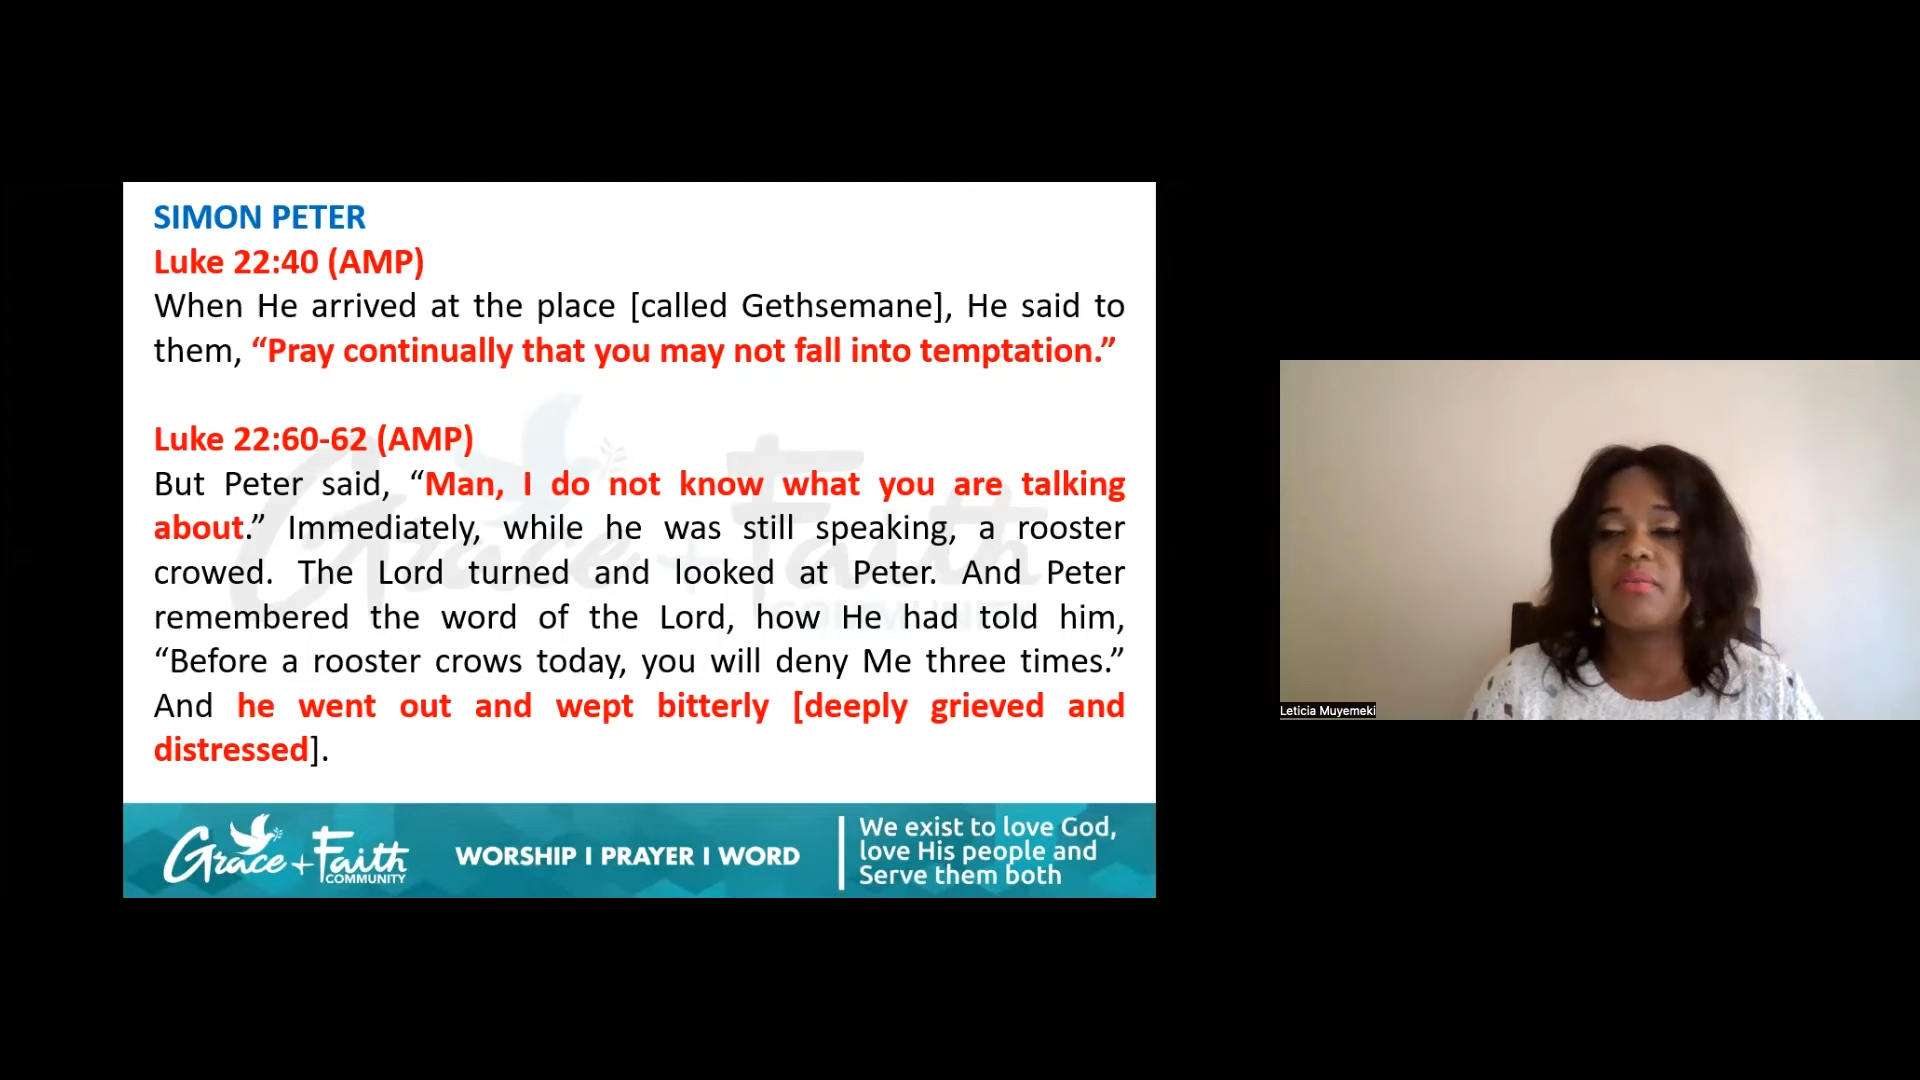 SIMON PETER
Luke 22:40 (AMP)
When He arrived at the place [called Gethsemane], He said to
them, “Pray continually that you may not fall into temptation.”
Luke 22:60-62 (AMP)
But Peter said, “Man, I do not know what you are talking
about.” Immediately, while he was still speaking, a rooster
crowed. The Lord turned and looked at Peter. And Peter
remembered the word of the Lord, how He had told him,
“Before a rooster crows today, you will deny Me three times.”
And he went out and wept bitterly [deeply grieved and
distressed].
Grace + Faith
COMMUNITY
Grace + Faith
COMMUNITY
WORSHIP I PRAYER I WORD
We exist to love God,
love His people and
Serve them both
Leticia Muyemeki